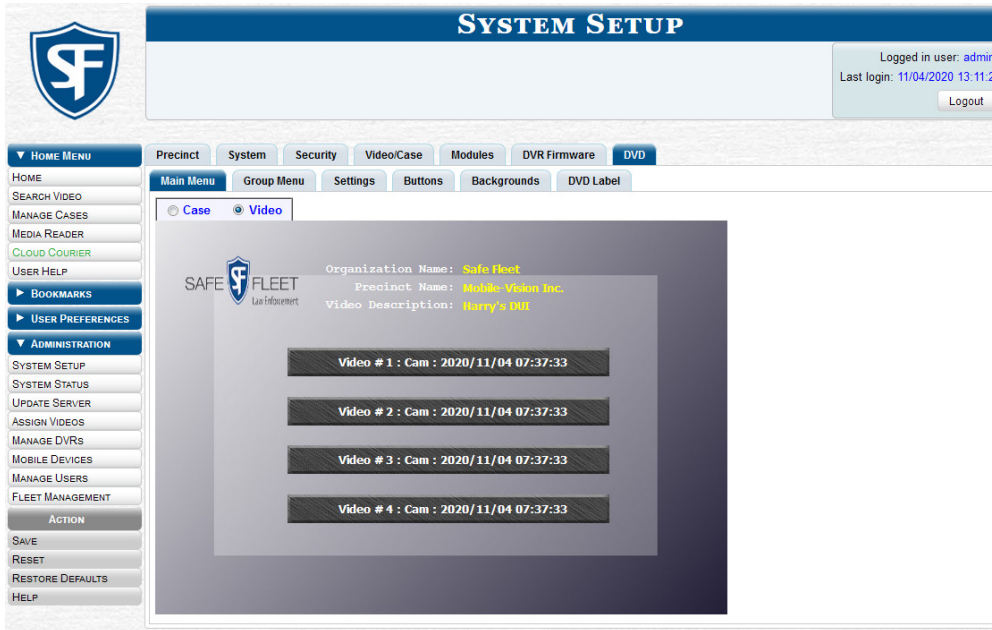 SYSTEM SETUP
SF
Logged in user: admin
Last login: 11/04/2020 13:11:2
Logout
▼ HOME MENU
HOME
SEARCH VIDEO
MANAGE CASES
MEDIA READER
CLOUD COURIER
USER HELP
► BOOKMARKS
► USER PREFERENCES
▼ ADMINISTRATION
SYSTEM SETUP
SYSTEM STATUS
UPDATE SERVER
ASSIGN VIDEOS
MANAGE DVRS
MOBILE DEVICES
MANAGE USERS
FLEET MANAGEMENT
ACTION
SAVE
RESET
RESTORE DEFAULTS
HELP
Precinct System Security Video/Case Modules DVR Firmware DVD
Main Menu Group Menu Settings Buttons Backgrounds DVD Label
Case Video
SAFE SF FLEET
Law Enforcement
Organization Name: Safe Fleet
Precinct Name: Mobile-Vision Inc.
Video Description: Harry's DUI
Video # 1 : Cam : 2020/11/04 07:37:33
Video # 2 : Cam : 2020/11/04 07:37:33
Video # 3 : Cam : 2020/11/04 07:37:33
Video # 4 : Cam : 2020/11/04 07:37:33